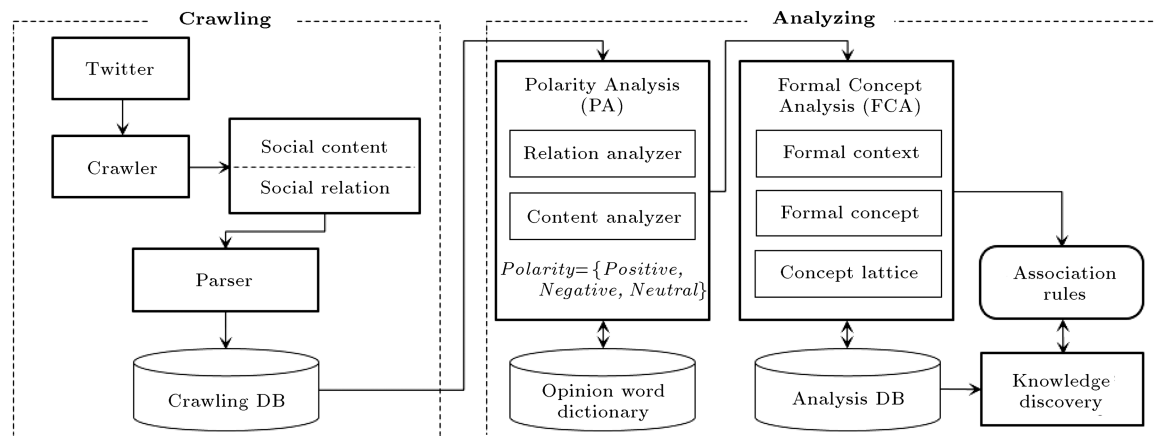 Crawling
Twitter
Crawler
Social content
Social relation
Parser
Crawling DB
Analyzing
Polarity Analysis
(PA)
Relation analyzer
Content analyzer
Polarity={Positive,
Negative, Neutral}
Opinion word
dictionary
Formal Concept
Analysis (FCA)
Formal context
Formal concept
Concept lattice
Analysis DB
Association
rules
Knowledge
discovery